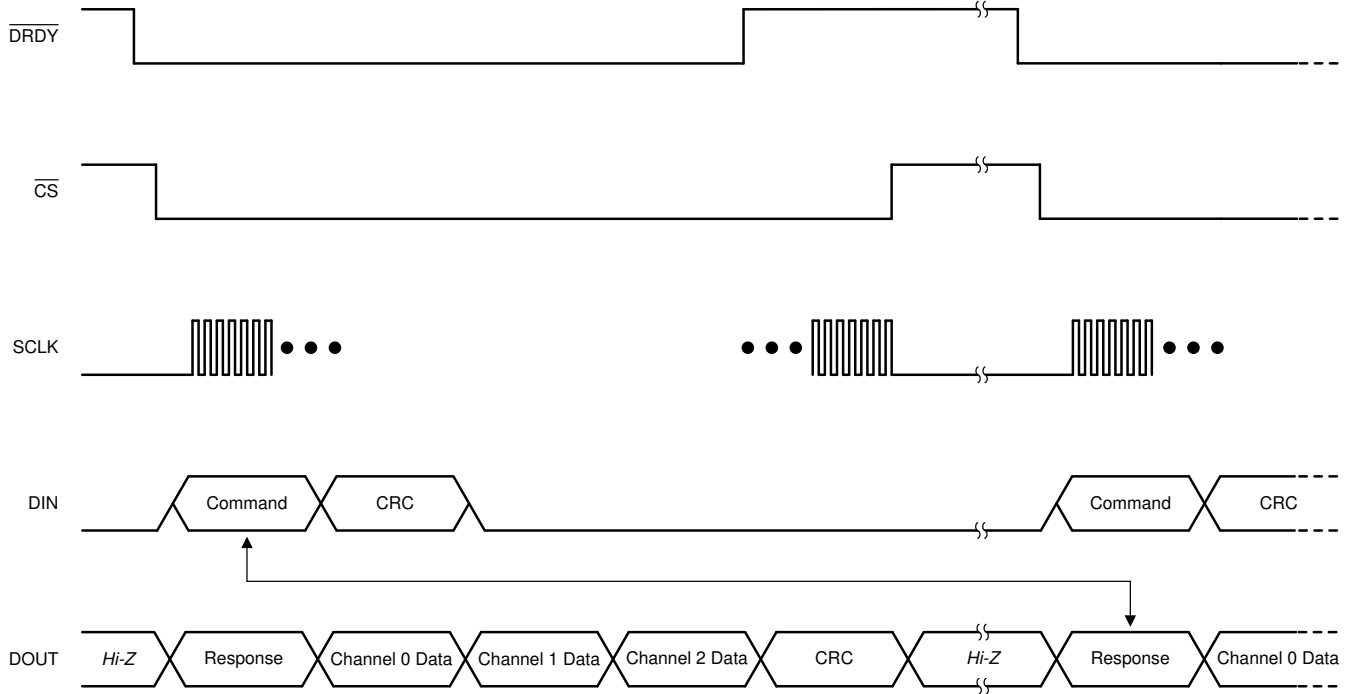 DRDY
CS
SCLK
DIN Command CRC Command CRC
DOUT Hi-Z Response Channel 0 Data Channel 1 Data Channel 2 Data CRC Hi-Z Response Channel 0 Data